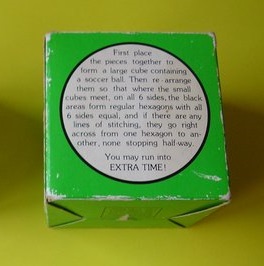 First place
the pieces together to
form a large cube containing
a soccer ball. Then re-arrange
them so that where the small
cubes meet, on all 6 sides, the black
areas form regular hexagons with all
6 sides equal, and if there are any
lines of stitching, they go right
across from one hexagon to an-
other, none stopping half-way.
You may run into
EXTRA TIME!